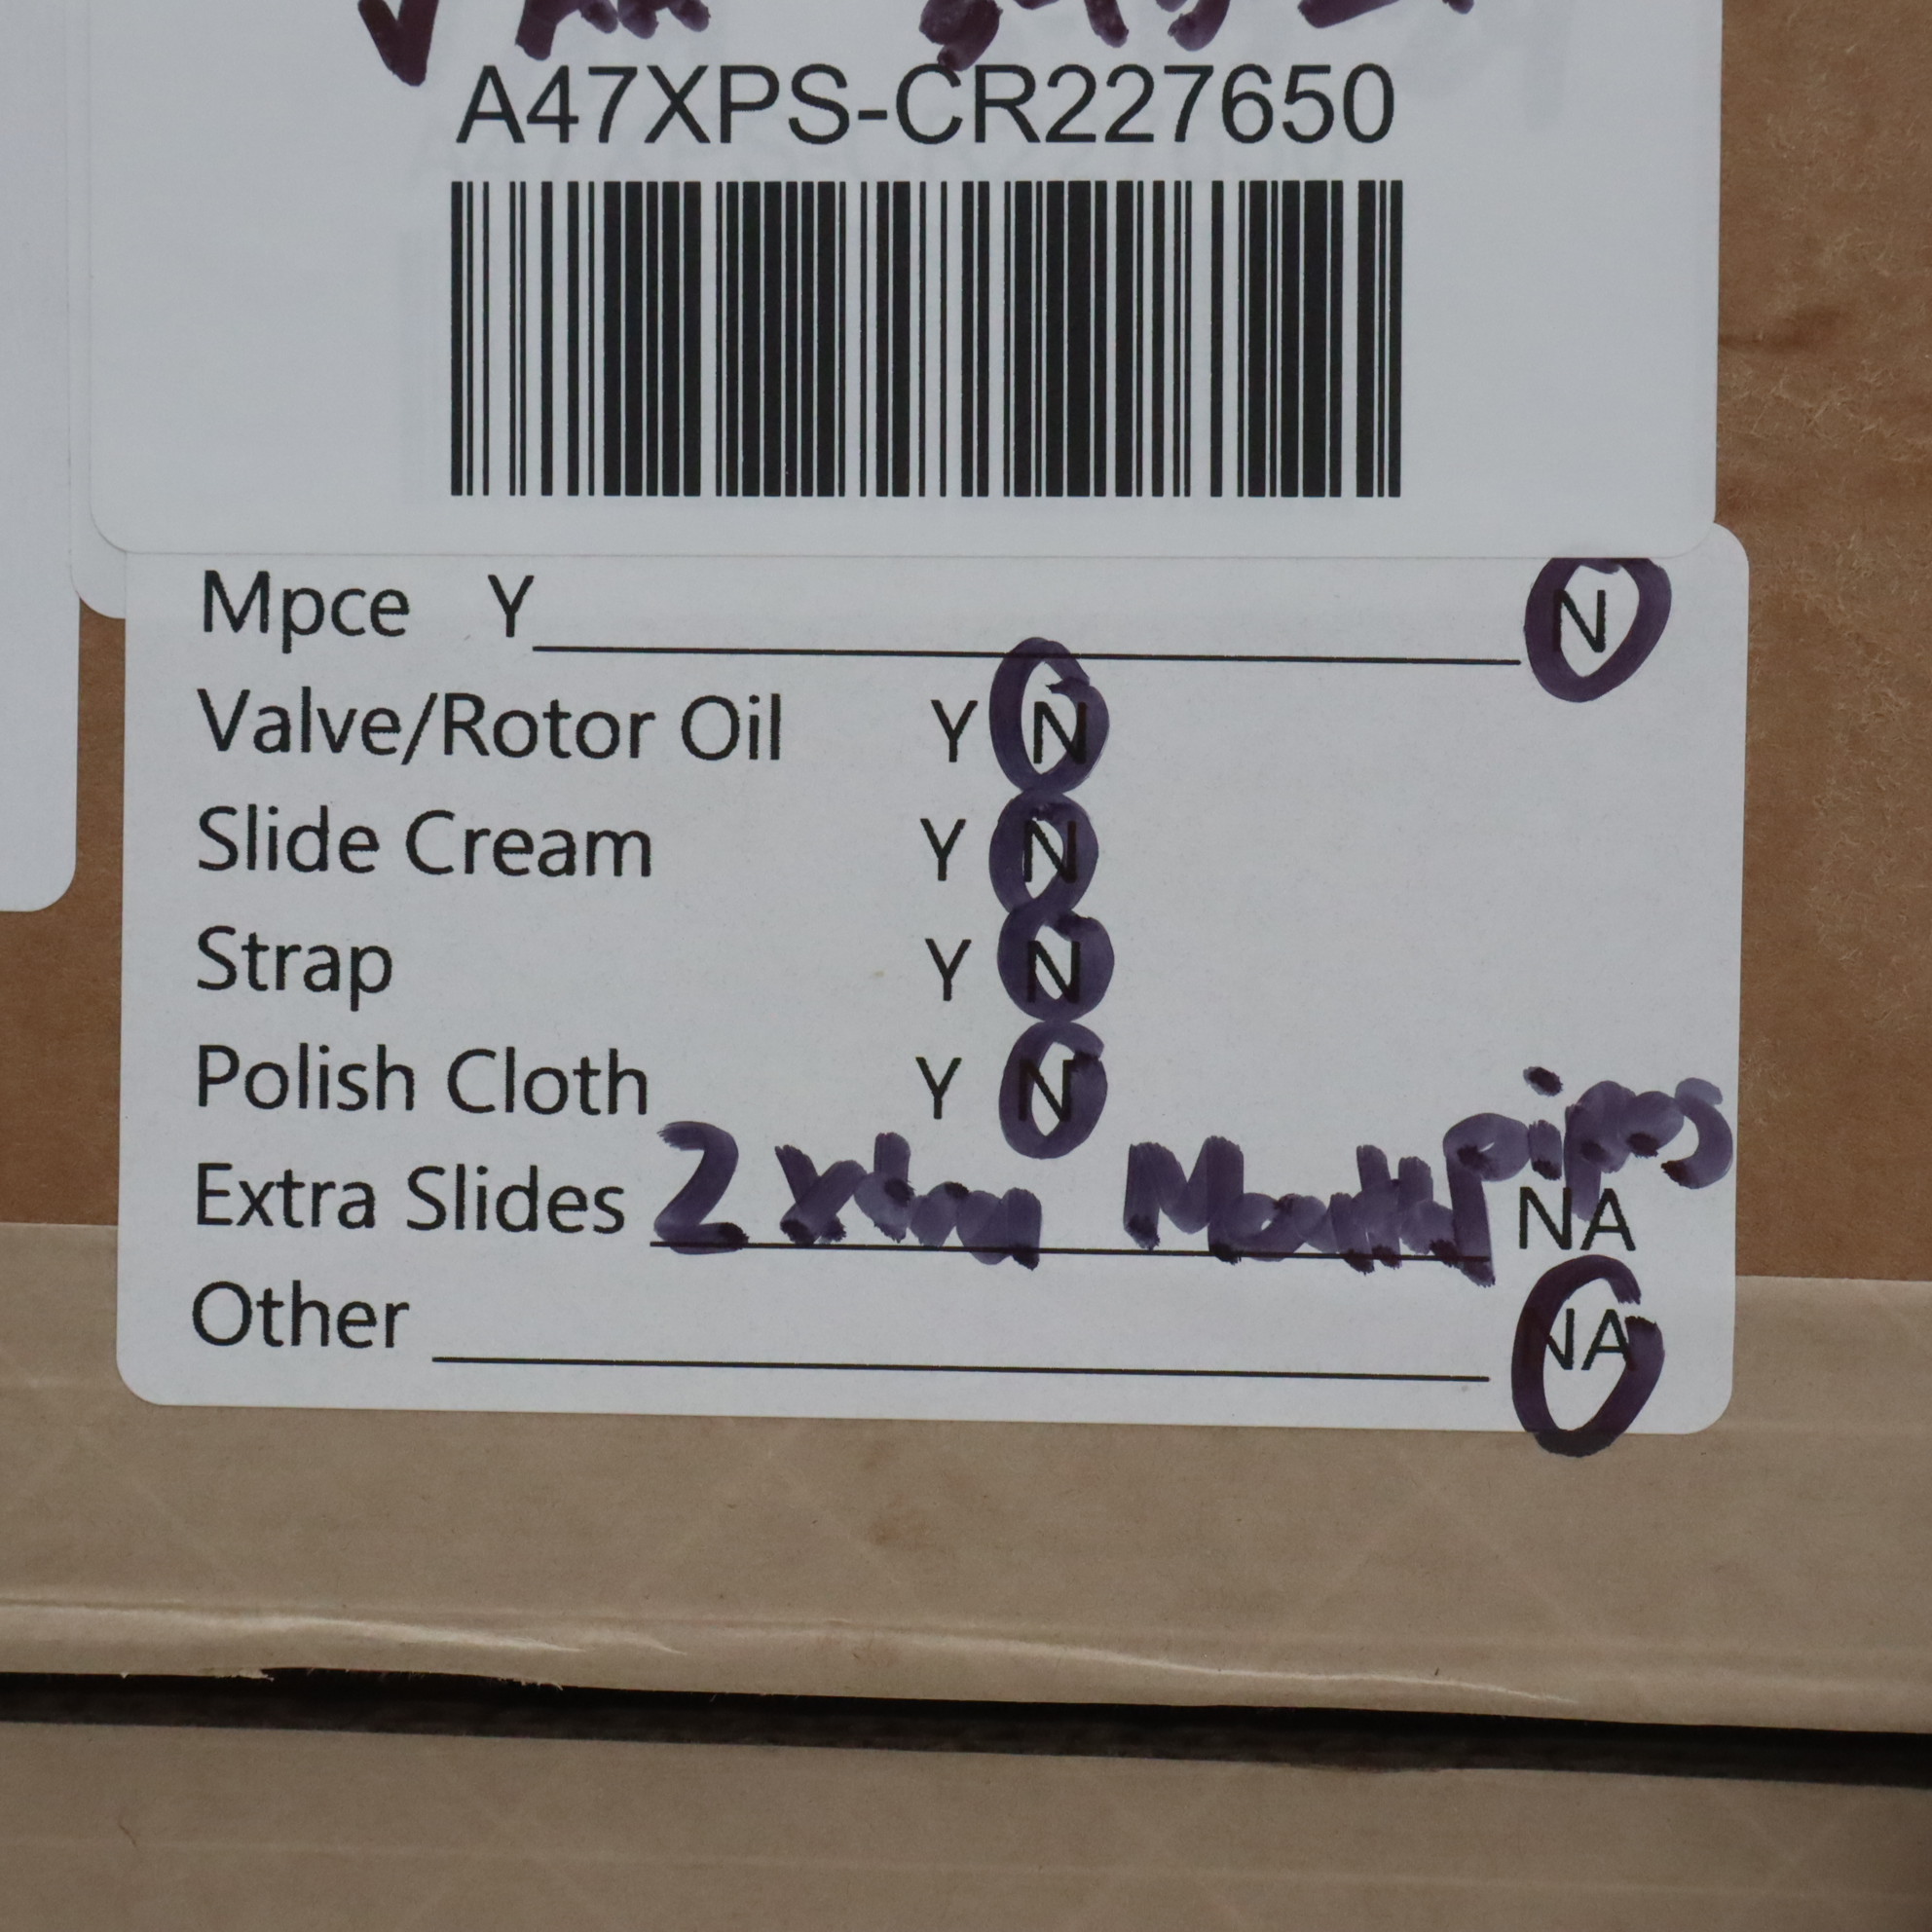 A47XPS-CR227650
Mpce Y N
Valve/Rotor Oil Y N
Slide Cream Y N
Strap Y N
Polish Cloth Y N
Extra Slides 2 Xtra Mouthpipes NA
Other NA